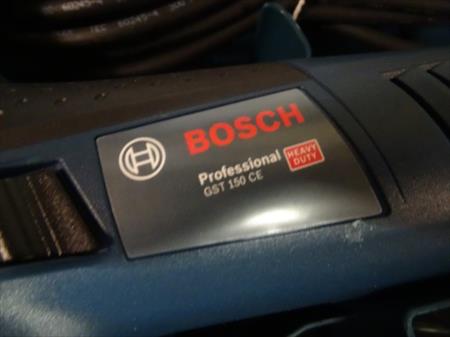 BOSCH
Professional
HEAVY
DUTY
GST 150 CE